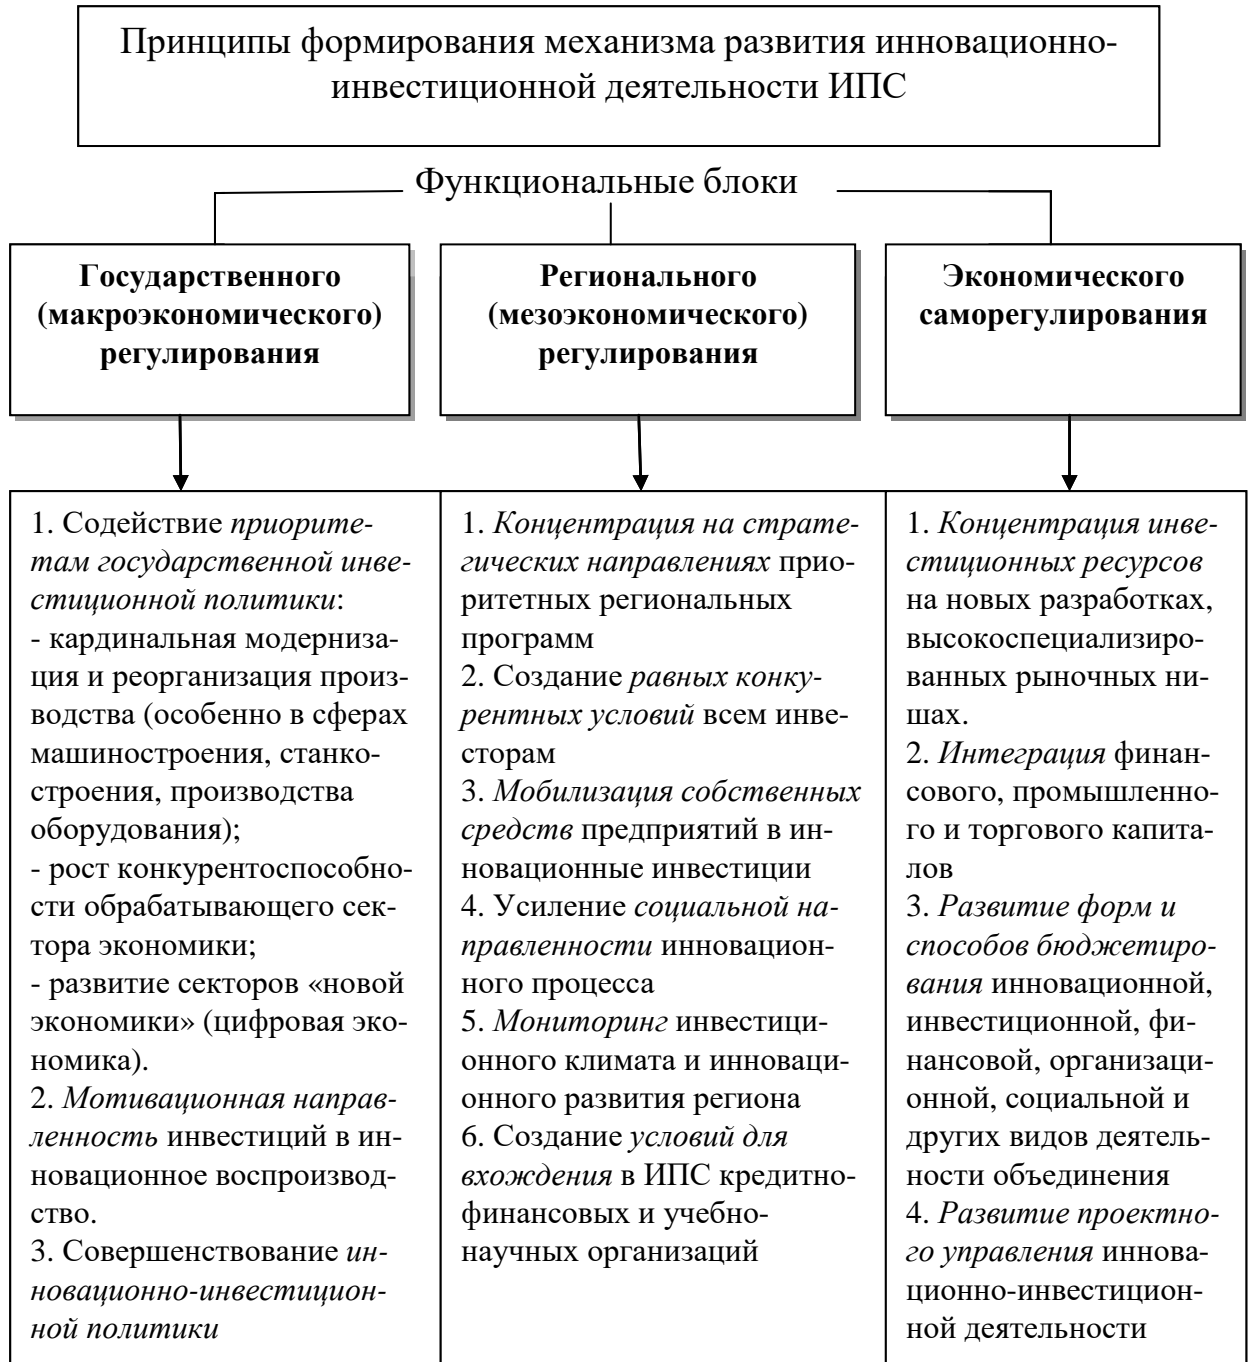 Принципы формирования механизма развития инновационно-
инвестиционной деятельности ИПС
Функциональные блоки
Государственного
(макроэкономического)
регулирования
Регионального
(мезоэкономического)
регулирования
Экономического
саморегулирования
1. Содействие приорите-
там государственной инве-
стиционной политики:
- кардинальная модерниза-
ция и реорганизация произ-
водства (особенно в сферах
машиностроения, станко-
строения, производства
оборудования);
- рост конкурентоспособно-
сти обрабатывающего сек-
тора экономики;
- развитие секторов «новой
экономики» (цифровая эко-
номика).
2. Мотивационная направ-
ленность инвестиций в ин-
новационное воспроизвод-
ство.
3. Совершенствование ин-
новационно-инвестицион-
ной политики
1. Концентрация на страте-
гических направлениях прио-
ритетных региональных
программ
2. Создание равных конку-
рентных условий всем инве-
сторам
3. Мобилизация собственных
средств предприятий в ин-
новационные инвестиции
4. Усиление социальной на-
правленности инновацион-
ного процесса
5. Мониторинг инвестици-
онного климата и инноваци-
онного развития региона
6. Создание условий для
вхождения в ИПС кредитно-
финансовых и учебно-
научных организаций
1. Концентрация инве-
стиционных ресурсов
на новых разработках,
высокоспециализиро-
ванных рыночных ни-
шах.
2. Интеграция финан-
сового, промышленно-
го и торгового капита-
лов
3. Развитие форм и
способов бюджетиро-
вания инновационной,
инвестиционной, фи-
нансовой, организаци-
онной, социальной и
других видов деятель-
ности объединения
4. Развитие проектно-
го управления иннова-
ционно-инвестицион-
ной деятельности